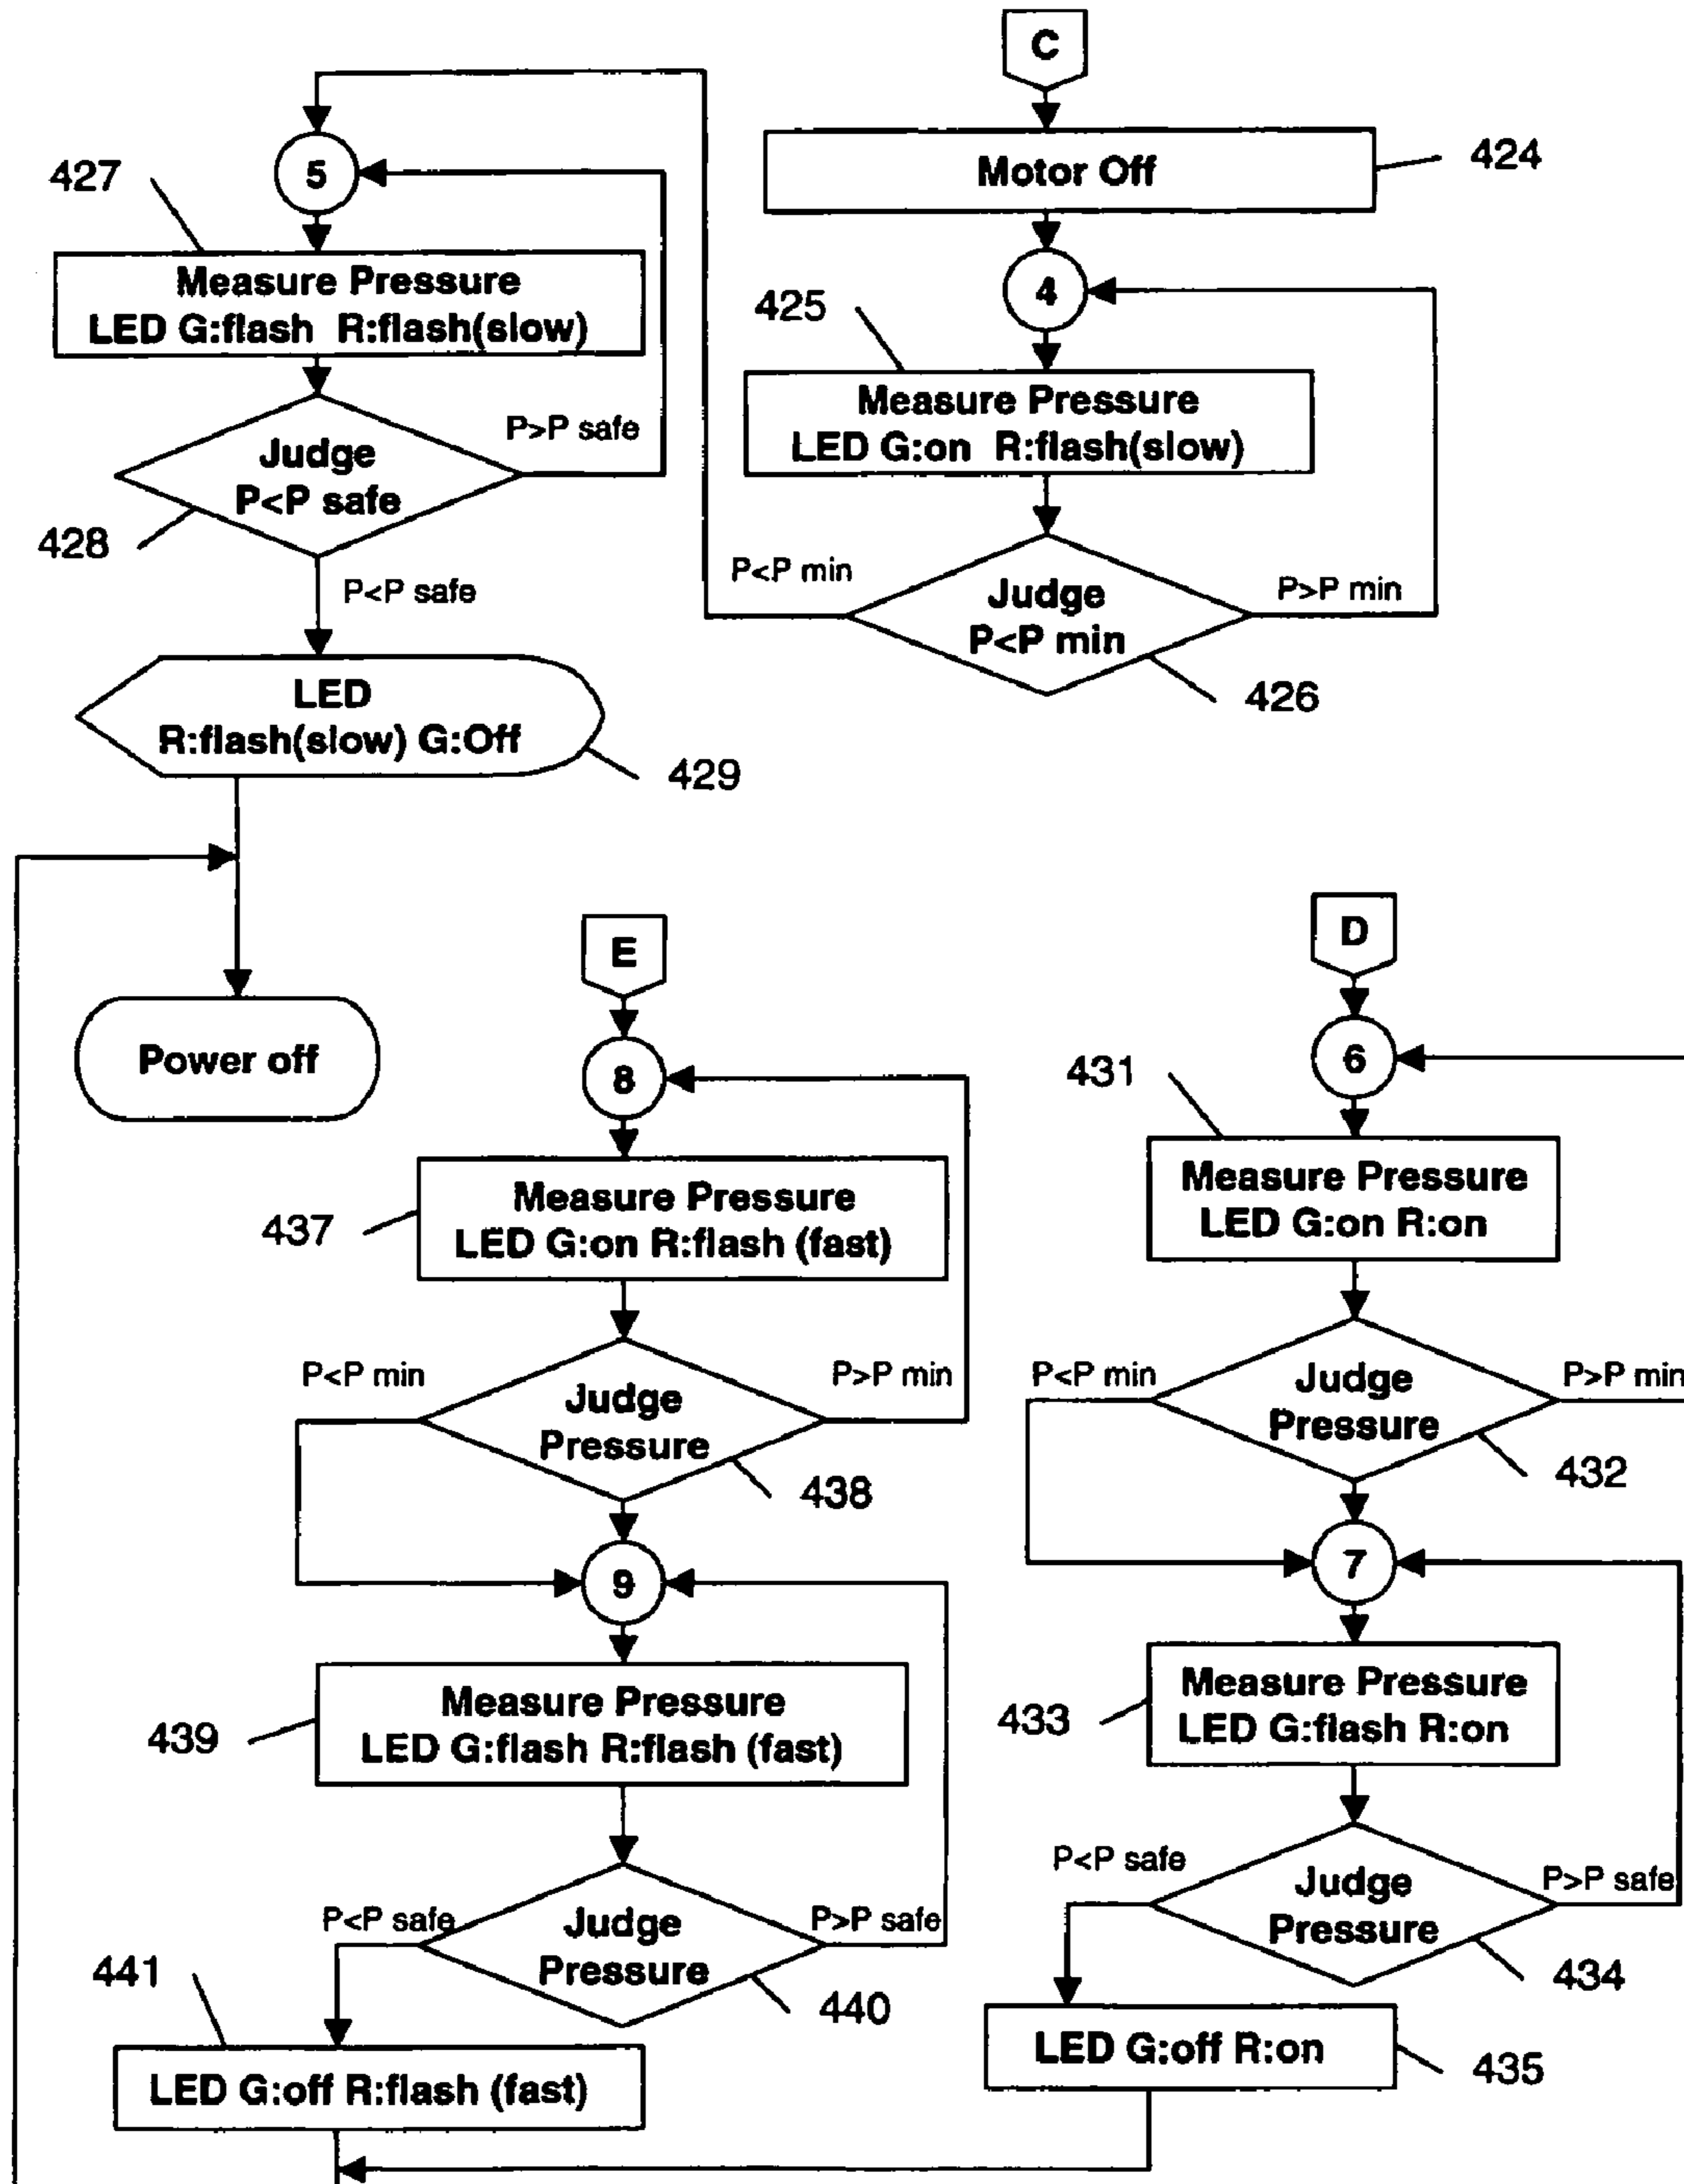 C
Motor Off
424
4
425
Measure Pressure
LED G:on R:flash(slow)
P<P min
P>P min
Judge
P<P min
426
5
427
Measure Pressure
LED G:flash R:flash(slow)
P>P safe
Judge
P<P safe
428
P<P safe
LED
R:flash(slow) G:Off
429
Power off
E
8
437
Measure Pressure
LED G:on R:flash (fast)
P<P min
P>P min
Judge
Pressure
438
9
439
Measure Pressure
LED G:flash R:flash (fast)
P<P safe
P>P safe
Judge
Pressure
440
441
LED G:off R:flash (fast)
D
6
431
Measure Pressure
LED G:on R:on
P<P min
P>P min
Judge
Pressure
432
7
433
Measure Pressure
LED G:flash R:on
P<P safe
P>P safe
Judge
Pressure
434
LED G:off R:on
435